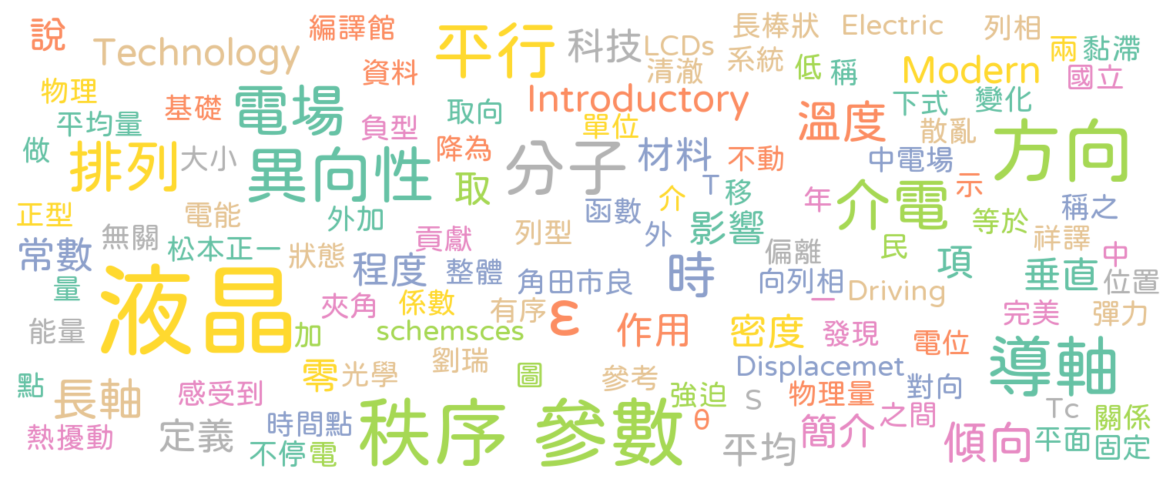 說
Technology
編譯館
平行
科技
LCDs
長棒狀
Electric
列相
兩
黏滯
物理
資料
清澈
系統
低
稱
Modern
國立
平均量
基礎
電場
負型
取向
Introductory
單位
溫度
下式
變化
散亂
方向
做
排列
大小
異向性
降為
分子
材料
不動
中電場
取
T
移
介
年
介電
示
稱之
正型
電能
外加
函數
外
影響
等於
祥譯
常數
無關
松本正一
狀態
貢獻
列型
偏離
民
項
中
量
程度
整體
角田市良
時
向列相
垂直
位置
液晶
夾角
係數
有序
ε
一
Driving
完美
彈力
能量
加
schemsces
作用
密度
發現
電位
導軸
點
長軸
感受到
零
光學
劉瑞
圖
參考
強迫
Displacemet
物理量
對向
熱擾動
定義
時間點
不停電
秩序 參數
θ
S
平均
簡介
之間
傾向
Tc
平面
關係
固定